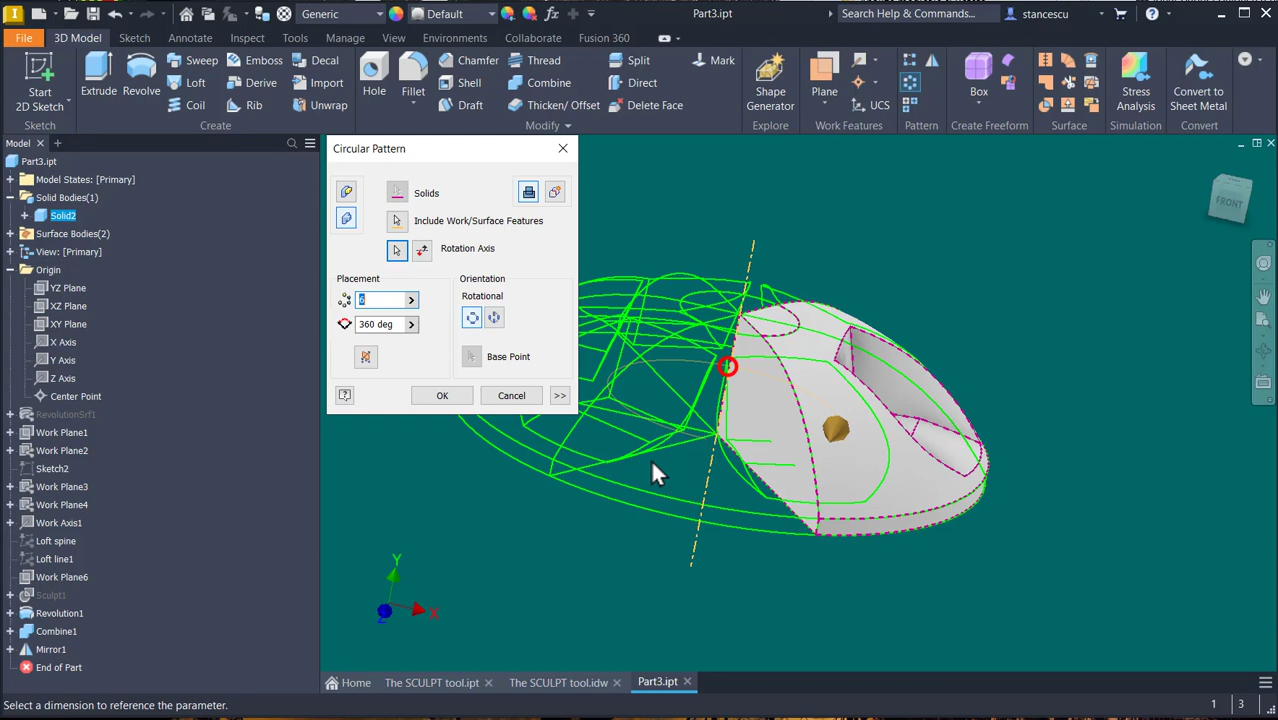 Generic
Default
Part3.ipt
Search Help & Commands...
stancescu
File
3D Model
Sketch
Annotate
Inspect
Tools
Manage
View
Environments
Collaborate
Fusion 360
Start
2D Sketch
Extrude
Revolve
Sweep
Loft
Coil
Emboss
Derive
Rib
Decal
Import
Unwrap
Hole
Fillet
Chamfer
Shell
Draft
Thread
Combine
Thicken/ Offset
Split
Direct
Delete Face
Mark
Shape
Generator
Plane
UCS
Box
Stress
Analysis
Convert to
Sheet Metal
Sketch
Create
Modify
Explore
Work Features
Pattern
Create Freeform
Surface
Simulation
Convert
Model
Part3.ipt
Model States: [Primary]
Solid Bodies(1)
Solid2
Surface Bodies(2)
View: [Primary]
Origin
YZ Plane
XZ Plane
XY Plane
X Axis
Y Axis
Z Axis
Center Point
RevolutionSrf1
Work Plane1
Work Plane2
Sketch2
Work Plane3
Work Plane4
Work Axis1
Loft spine
Loft line1
Work Plane6
Sculpt1
Revolution1
Combine1
Mirror1
End of Part
Circular Pattern
Solids
Include Work/Surface Features
Rotation Axis
Placement
6
360 deg
Orientation
Rotational
Base Point
OK
Cancel
>>
FRONT
Y
X
Z
Home
The SCULPT tool.ipt
The SCULPT tool.idw
Part3.ipt
Select a dimension to reference the parameter.
1
3